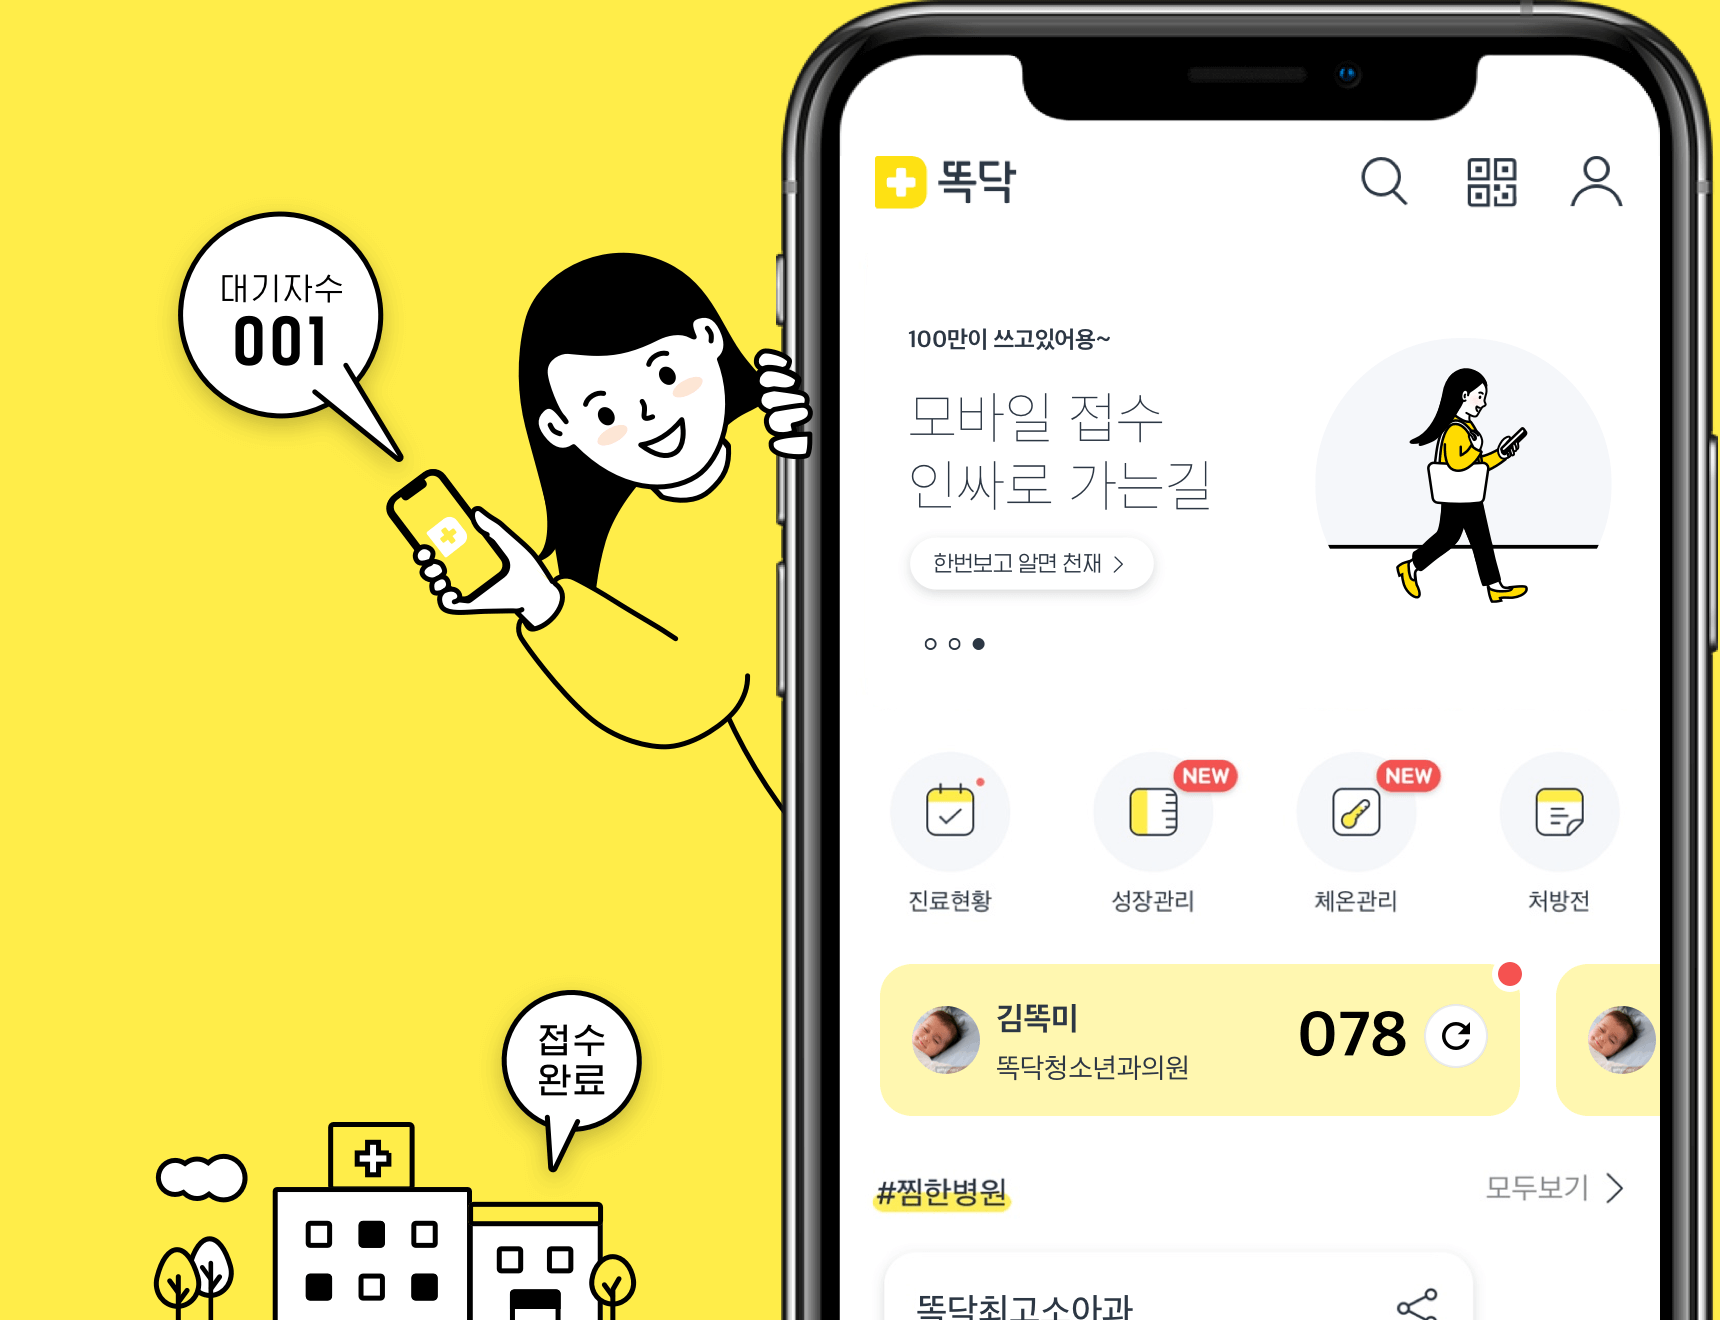 대기자수
001
접수
완료
똑닥
100만이 쓰고있어용~
모바일 접수
인싸로 가는길
한번보고 알면 천재 >
NEW
NEW
진료현황
성장관리
체온관리
처방전
김똑미
똑닥청소년과의원
078
#찜한병원
모두보기 >
똑닥최고소아과